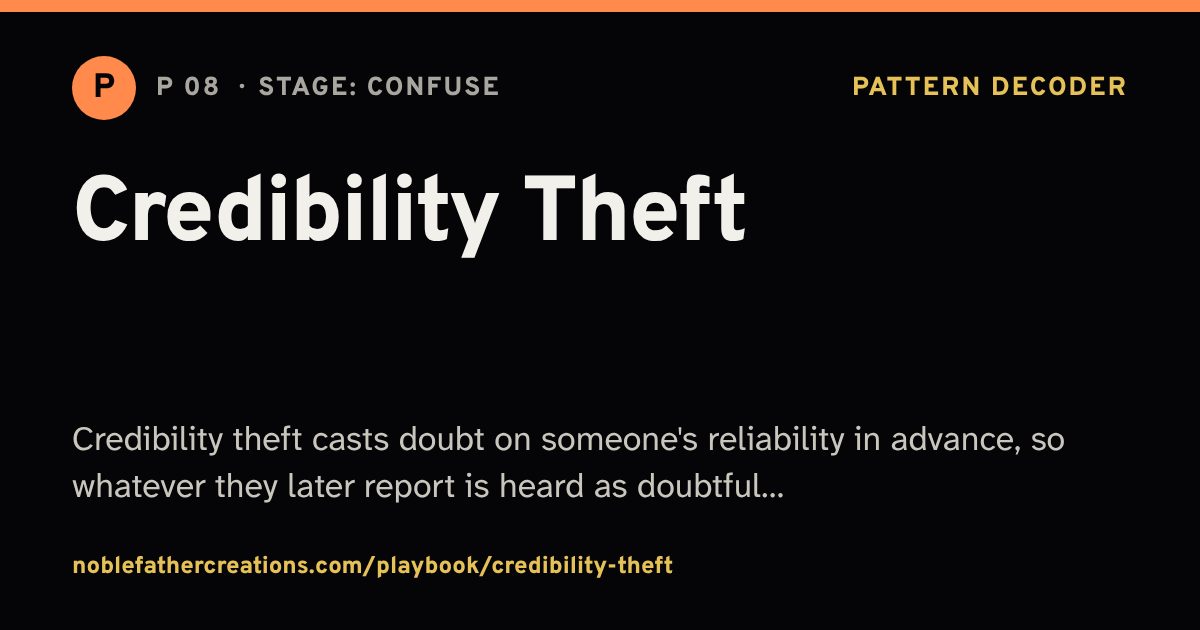 P
P 08 · STAGE: CONFUSE
PATTERN DECODER
Credibility Theft
Credibility theft casts doubt on someone's reliability in advance, so
whatever they later report is heard as doubtful...
noblefathercreations.com/playbook/credibility-theft